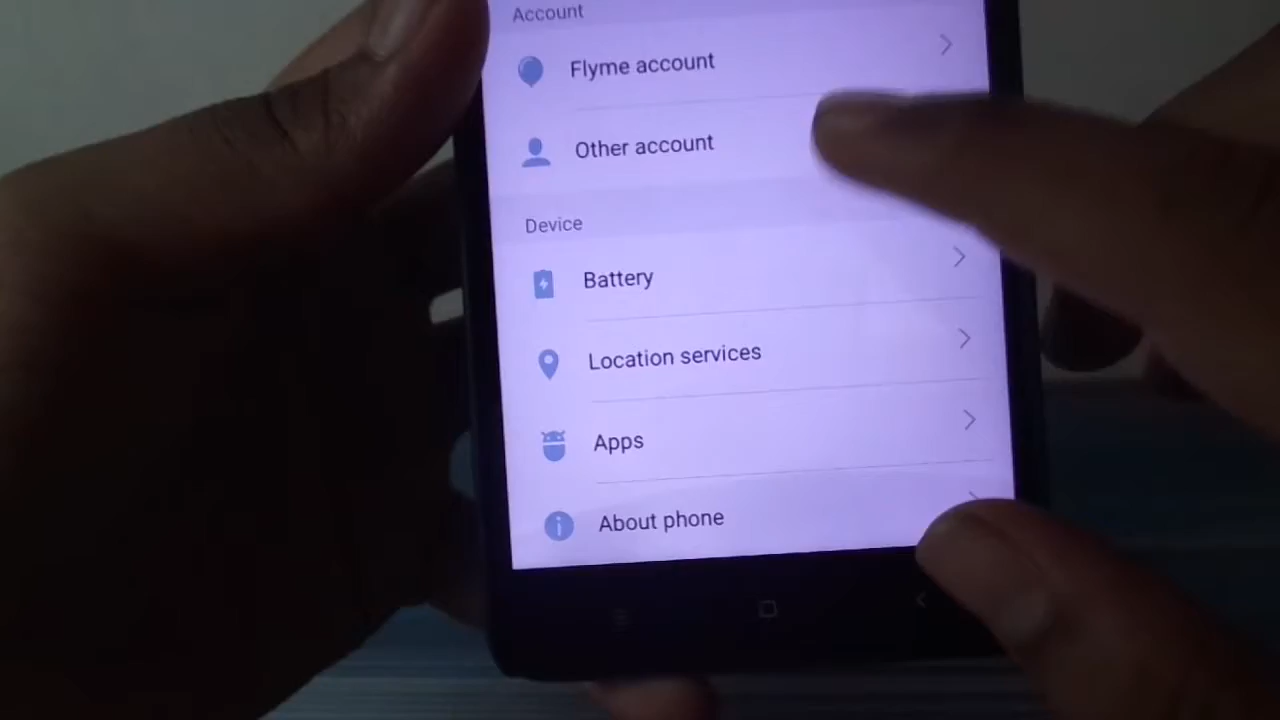 Account
Flyme account
Other account
Device
Battery
Location services
Apps
About phone